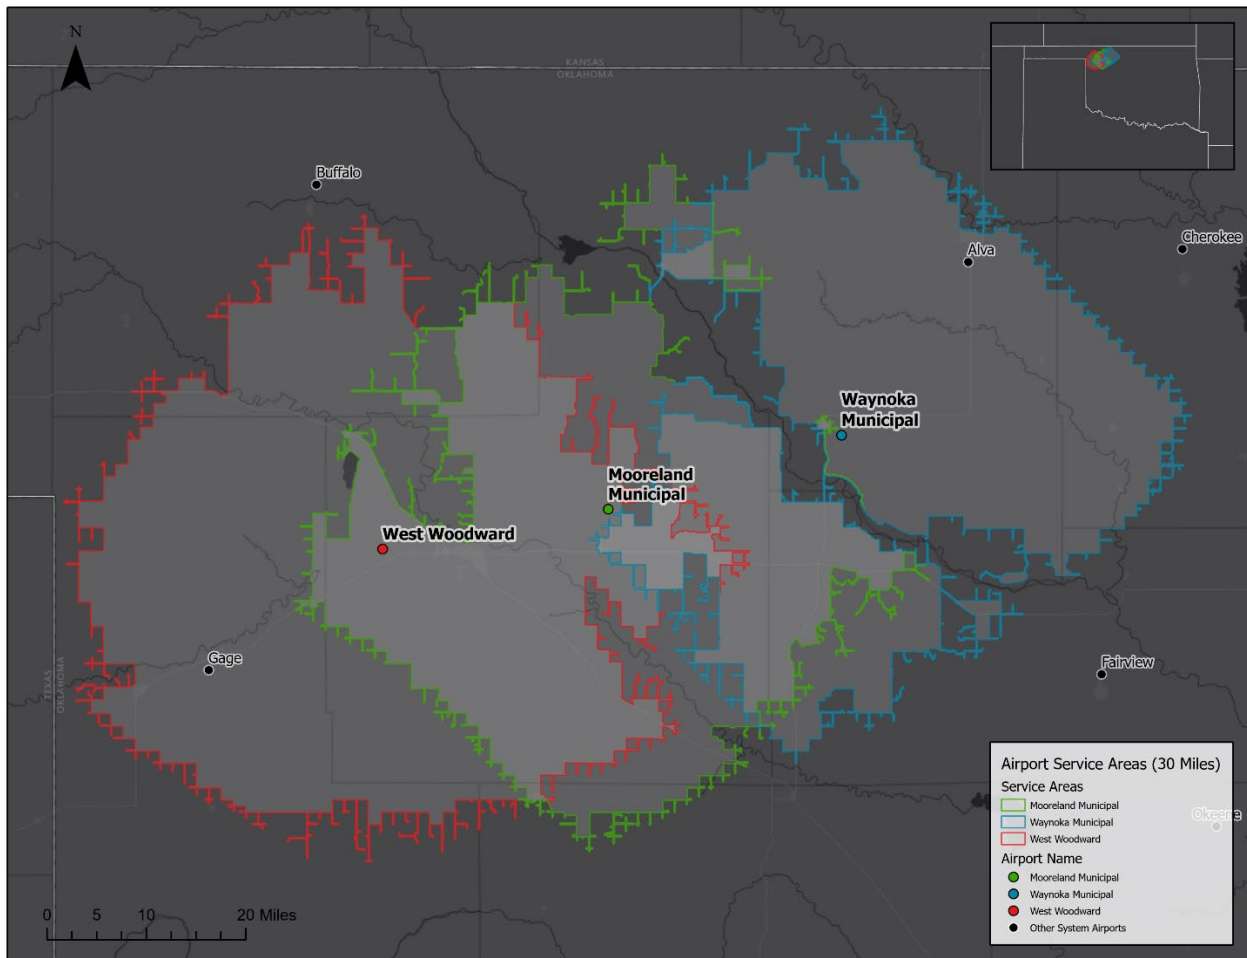 N
KANSAS
OKLAHOMA
Buffalo
Cherokee
Alva
Waynoka
Municipal
Mooreland
Municipal
West Woodward
Gage
TEXAS
OKLAHOMA
Fairview
Okeene
Airport Service Areas (30 Miles)
Service Areas
Mooreland Municipal
Waynoka Municipal
West Woodward
Airport Name
Mooreland Municipal
Waynoka Municipal
West Woodward
Other System Airports
0 5 10 20 Miles